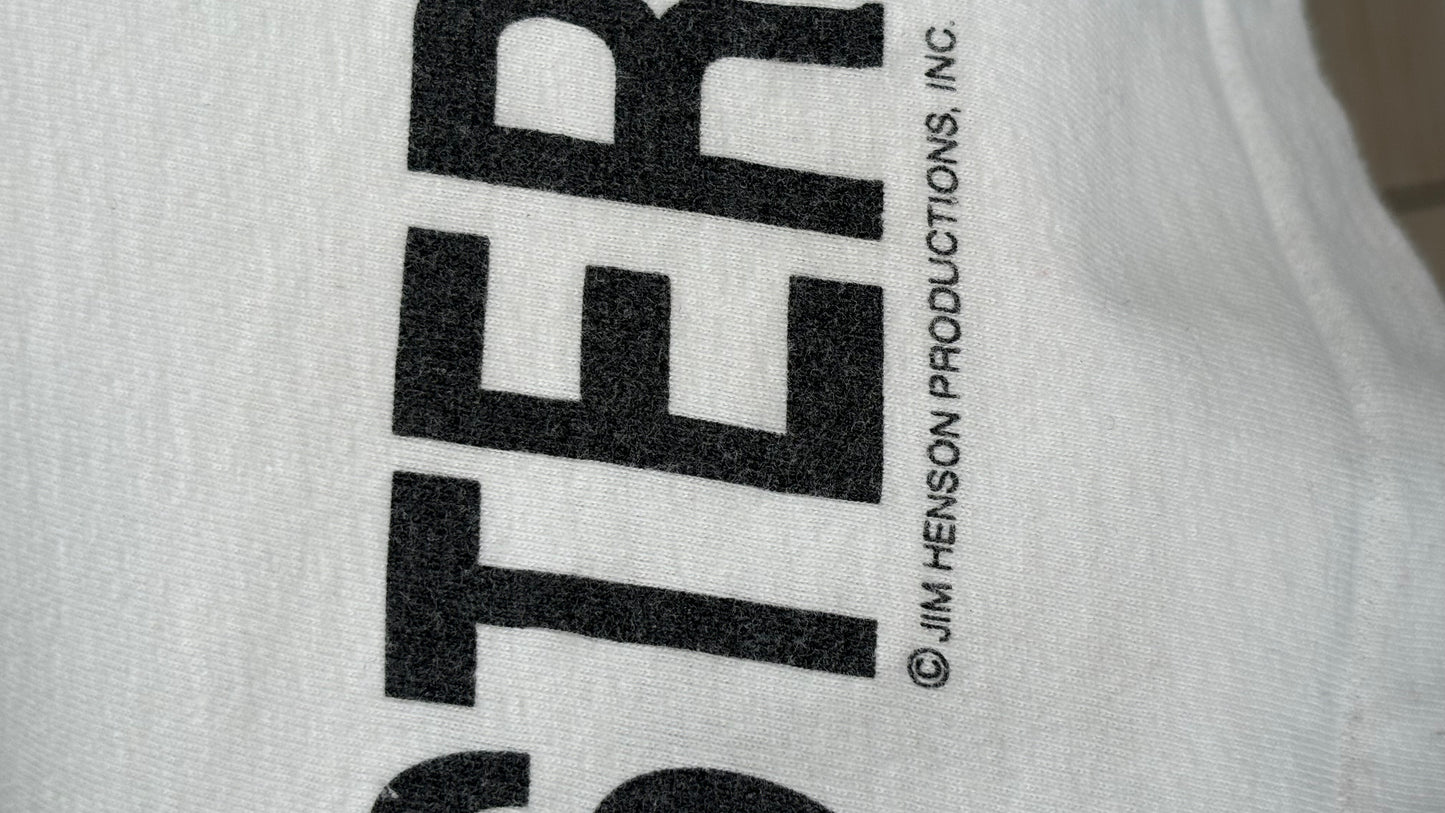 STER
© JIM HENSON PRODUCTIONS, INC.